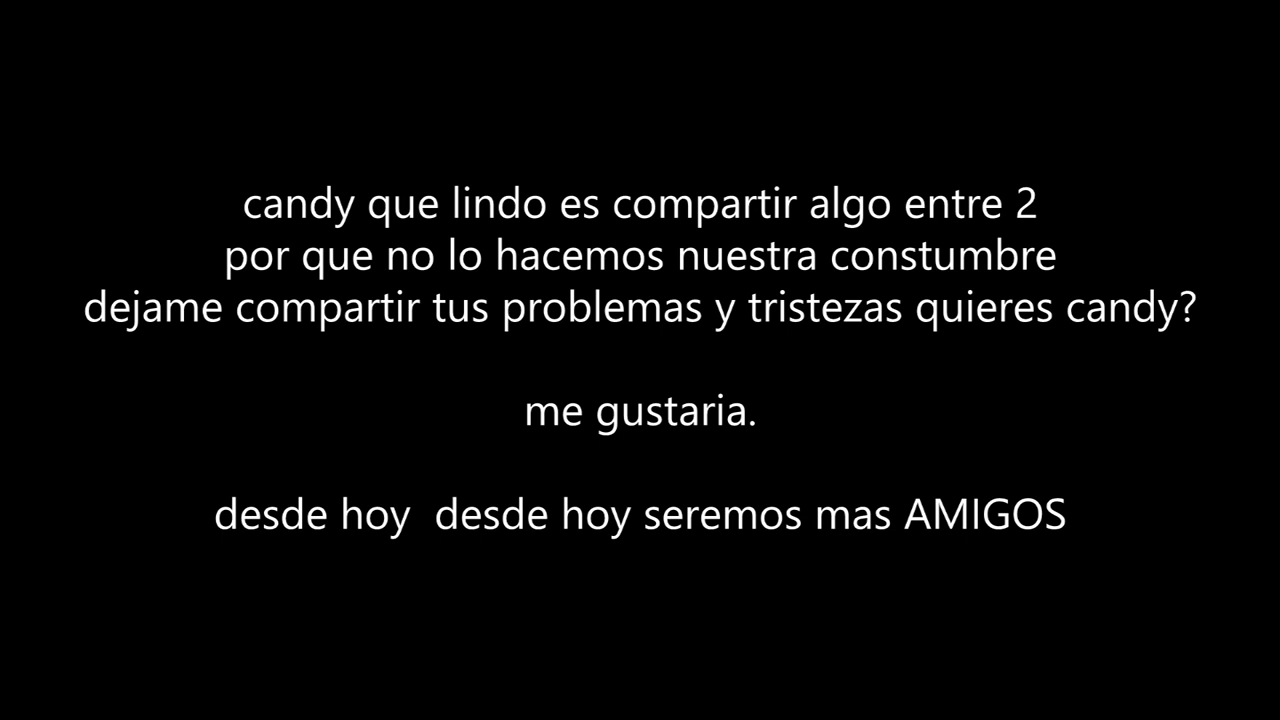 candy que lindo es compartir algo entre 2
por que no lo hacemos nuestra constumbre
dejame compartir tus problemas y tristezas quieres candy?
me gustaria.
desde hoy  desde hoy seremos mas AMIGOS